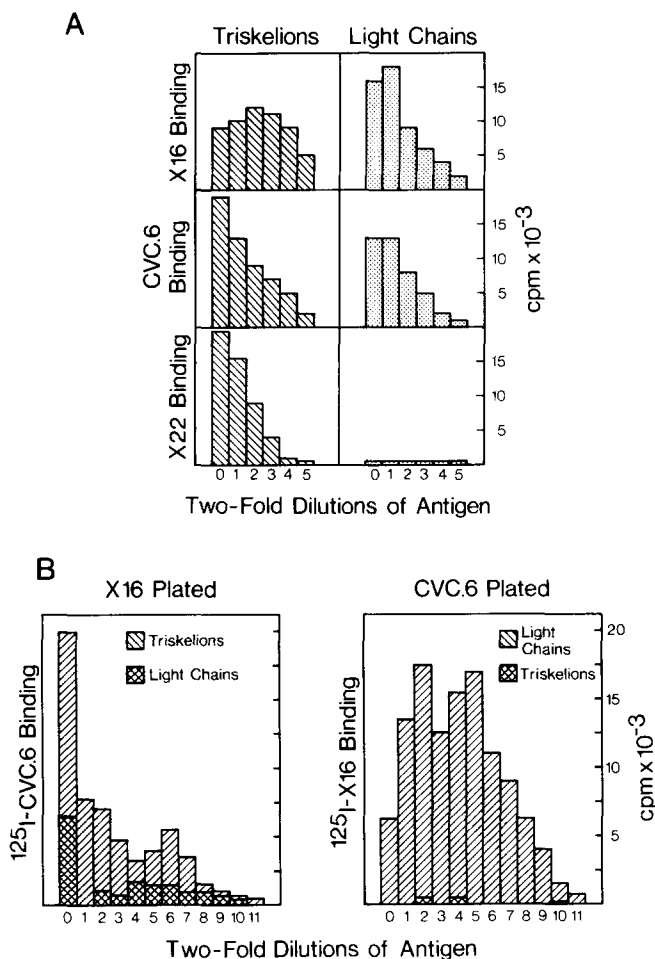 A
Triskelions Light Chains
X16 Binding
15
10
5
CVC.6 Binding
15
10
5
cpm x 10⁻³
X22 Binding
15
10
5
0 1 2 3 4 5 0 1 2 3 4 5
Two-Fold Dilutions of Antigen
B
X16 Plated CVC.6 Plated
¹²⁵I-CVC.6 Binding
Triskelions
Light Chains
0 1 2 3 4 5 6 7 8 9 10 11
¹²⁵I-X16 Binding
Light Chains
Triskelions
20
15
10
5
cpm x 10⁻³
0 1 2 3 4 5 6 7 8 9 10 11
Two-Fold Dilutions of Antigen